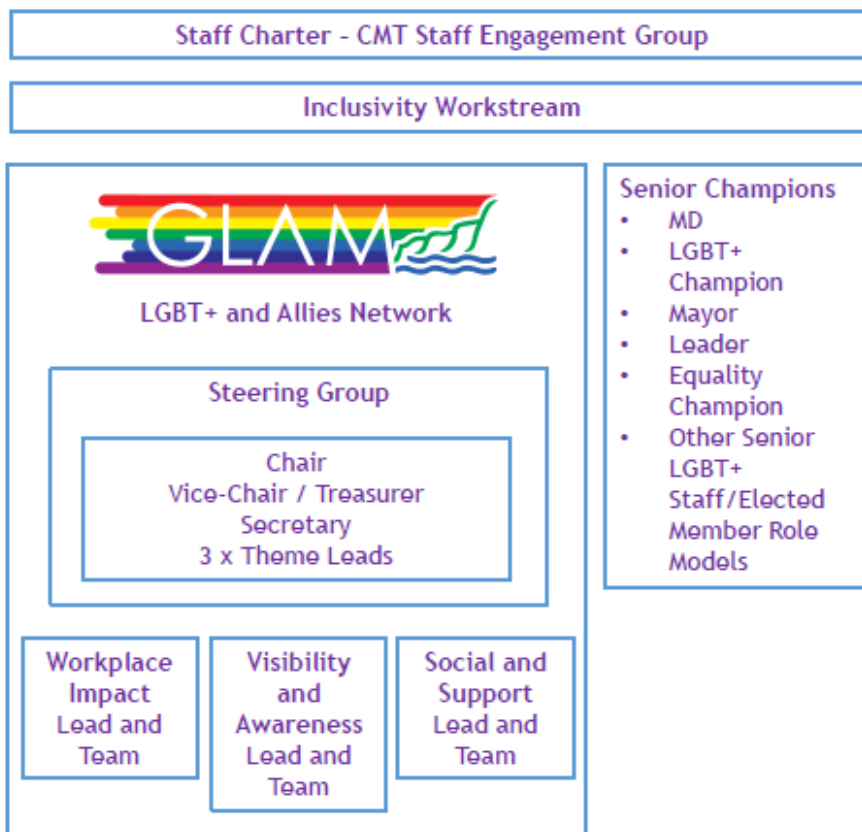 Staff Charter - CMT Staff Engagement Group
Inclusivity Workstream
GLAM
LGBT+ and Allies Network
Steering Group
Chair
Vice-Chair / Treasurer
Secretary
3 x Theme Leads
Workplace
Impact
Lead and
Team
Visibility
and
Awareness
Lead and
Team
Social and
Support
Lead and
Team
Senior Champions
• MD
• LGBT+
Champion
• Mayor
• Leader
• Equality
Champion
• Other Senior
LGBT+
Staff/Elected
Member Role
Models